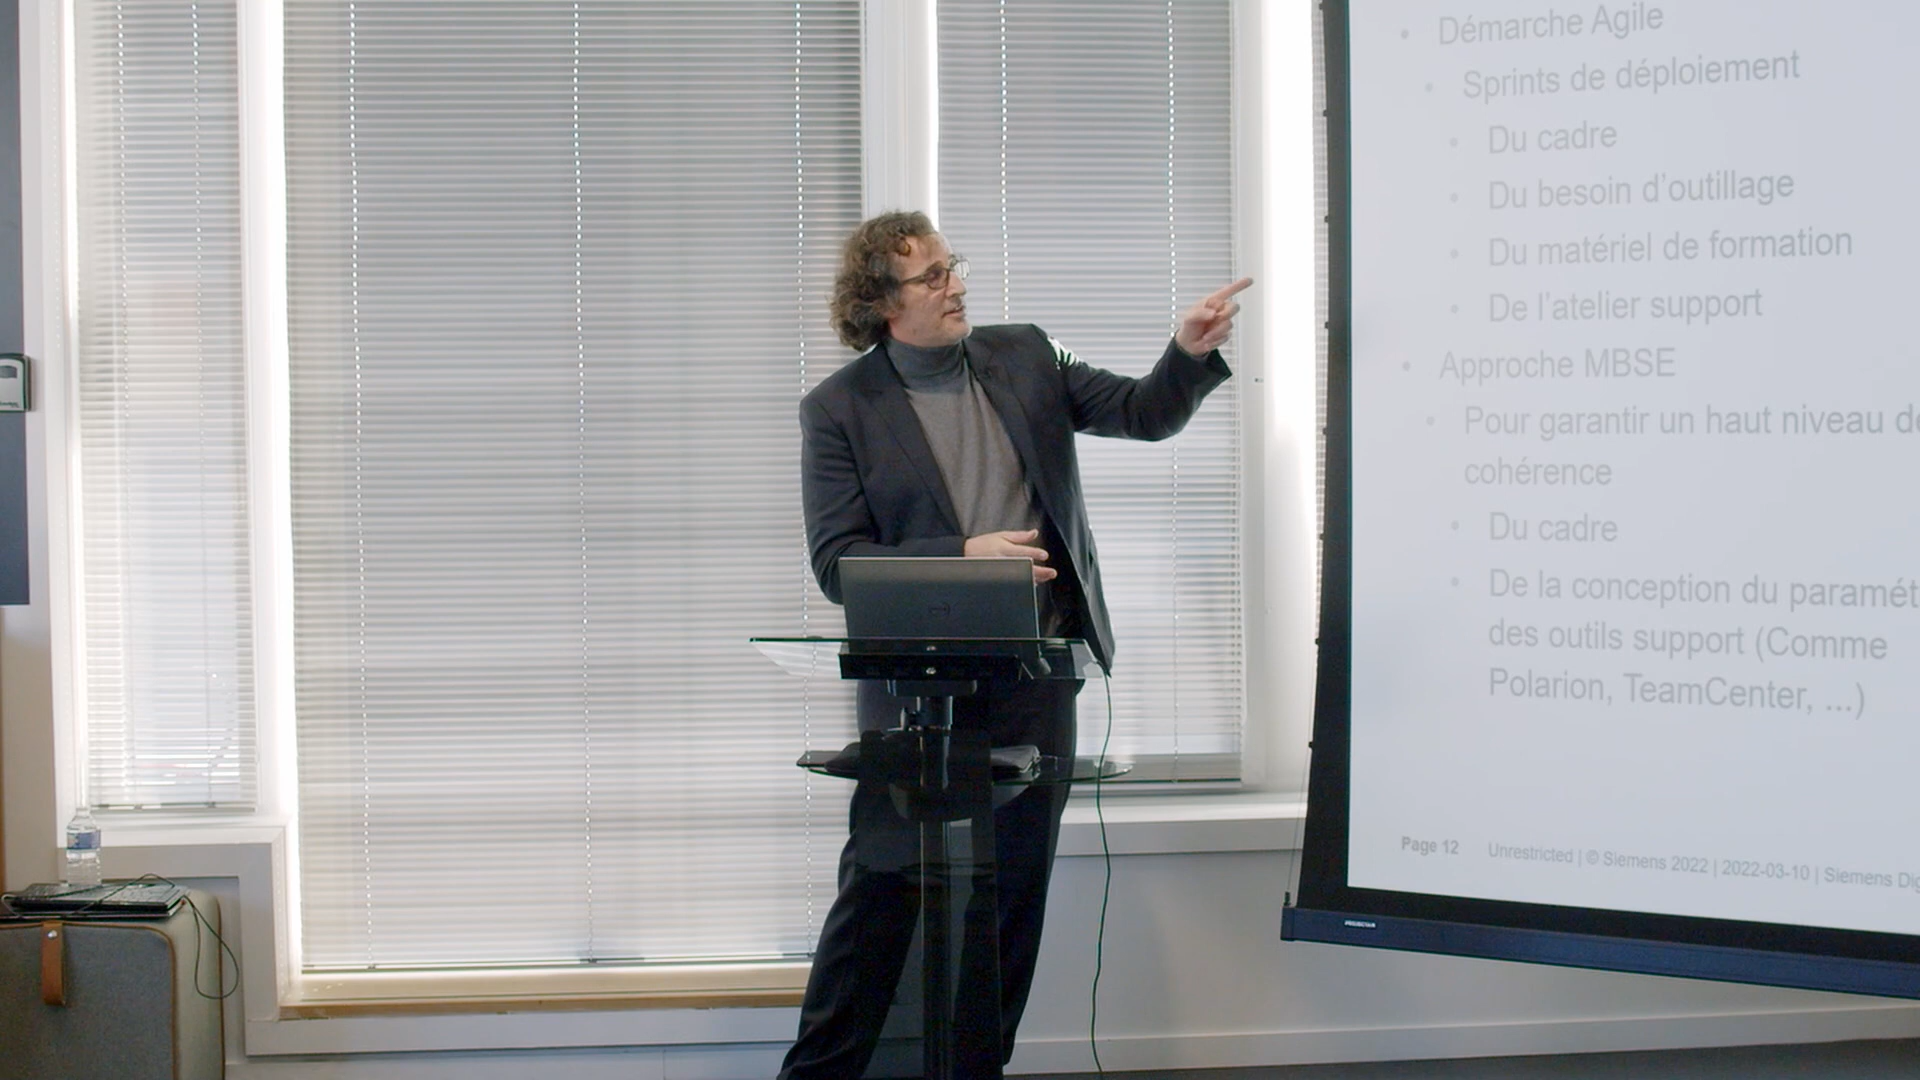 Démarche Agile
Sprints de déploiement
Du cadre
Du besoin d'outillage
Du matériel de formation
De l'atelier support
Approche MBSE
Pour garantir un haut niveau de
cohérence
Du cadre
De la conception du paramét
des outils support (Comme
Polarion, TeamCenter, ...)
Page 12 Unrestricted | © Siemens 2022 | 2022-03-10 | Siemens Dig